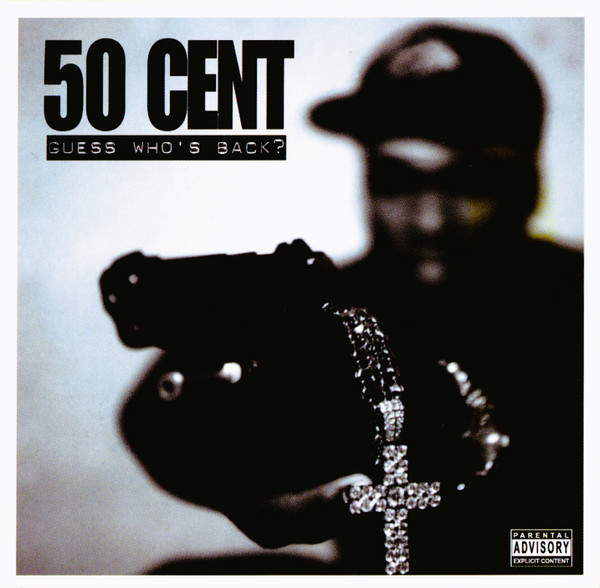 50 CENT
GUESS WHO'S BACK?
PARENTAL
ADVISORY
EXPLICIT CONTENT